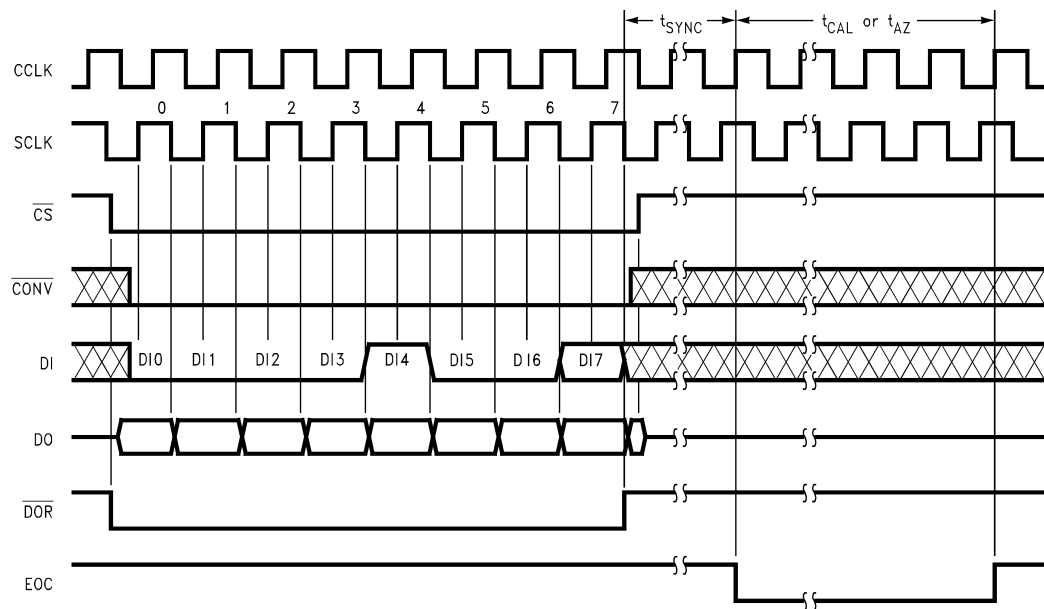 tSYNC
tCAL or tAZ
CCLK
0 1 2 3 4 5 6 7
SCLK
CS
CONV
DI
DI0 DI1 DI2 DI3 DI4 DI5 DI6 DI7
DO
DOR
EOC